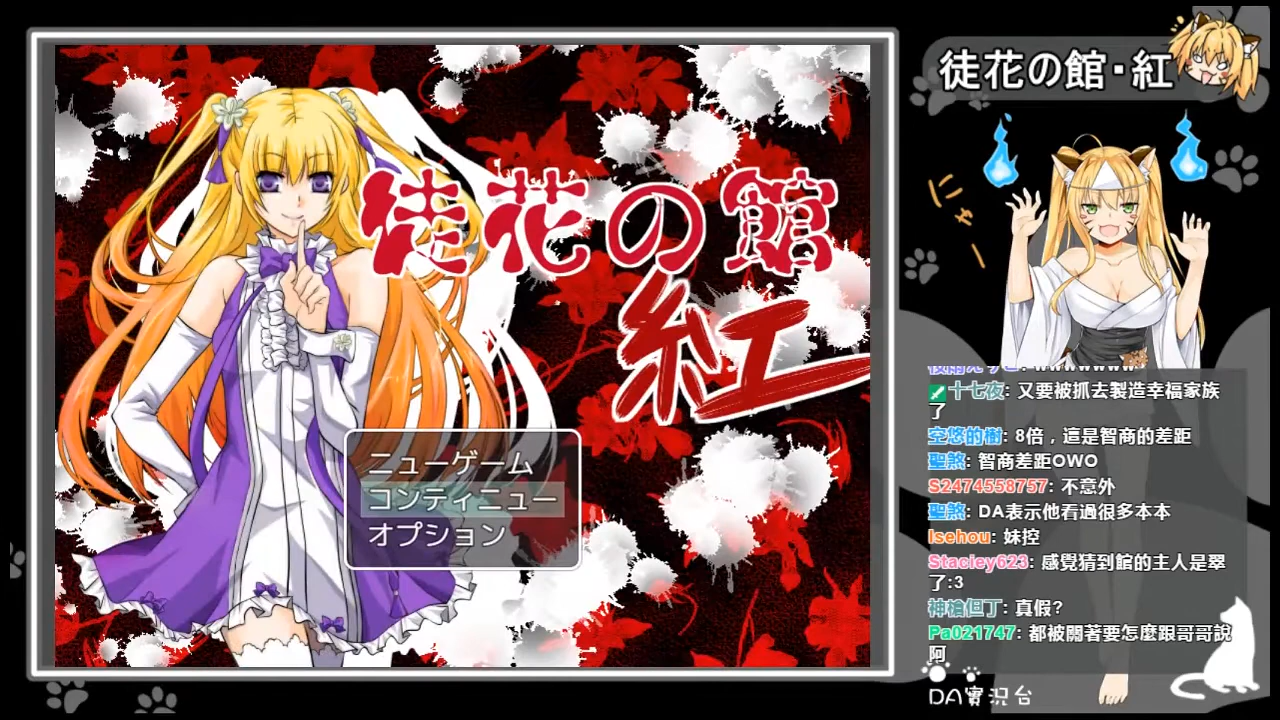 徒花の館・紅
徒花の館
紅
ニューゲーム
コンティニュー
オプション
にゃー
十七夜: 又要被抓去製造幸福家族
了
空悠的樹: 8倍，這是智商的差距
聖煞: 智商差距OWO
S2474558757: 不意外
聖煞: DA表示他看過很多本本
Isehou: 妹控
Staciey623: 感覺猜到館的主人是翠
了:3
神槍但丁: 真假?
Pa021747: 都被關著要怎麼跟哥哥說
阿
DA實況台